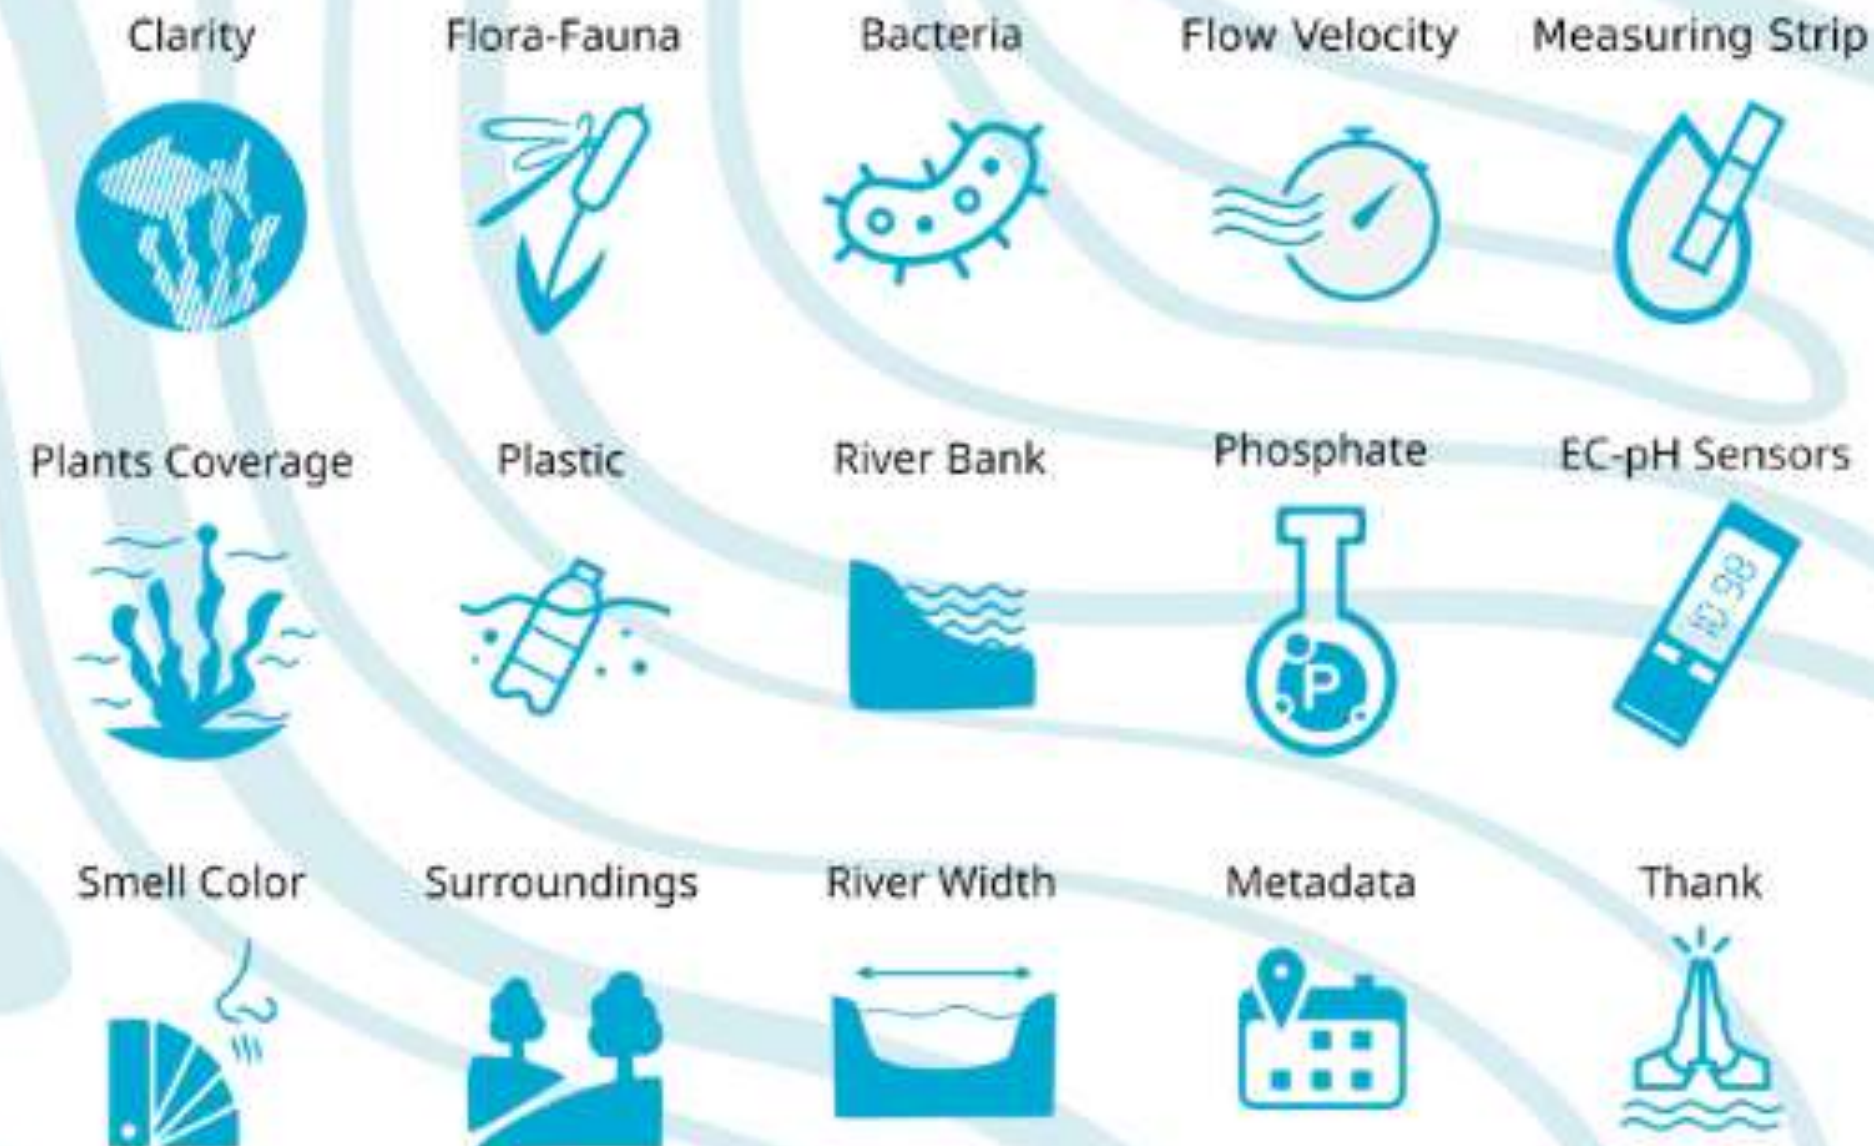 Clarity
Flora-Fauna
Bacteria
Flow Velocity
Measuring Strip
Plants Coverage
Plastic
River Bank
Phosphate
EC-pH Sensors
P
Smell Color
Surroundings
River Width
Metadata
Thank